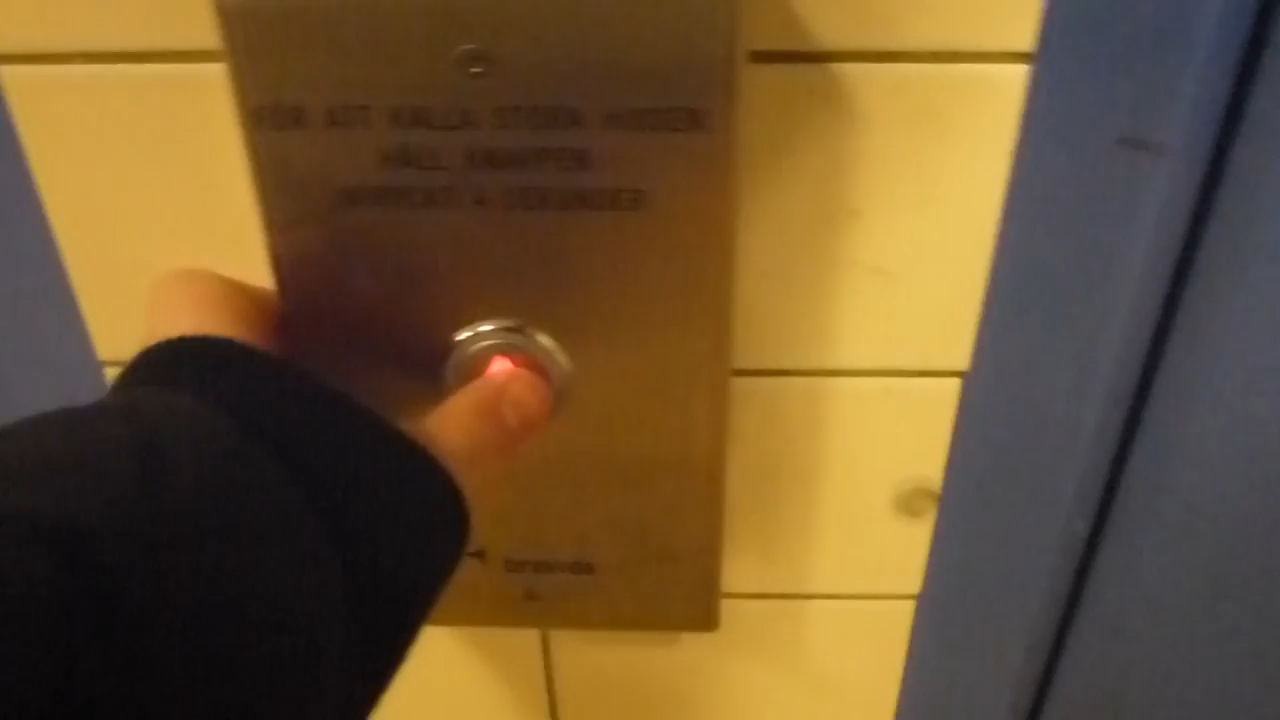 FÖR ATT KALLA STORA HISSEN,
HÅLL KNAPPEN
INTRYCKT 4 SEKUNDER